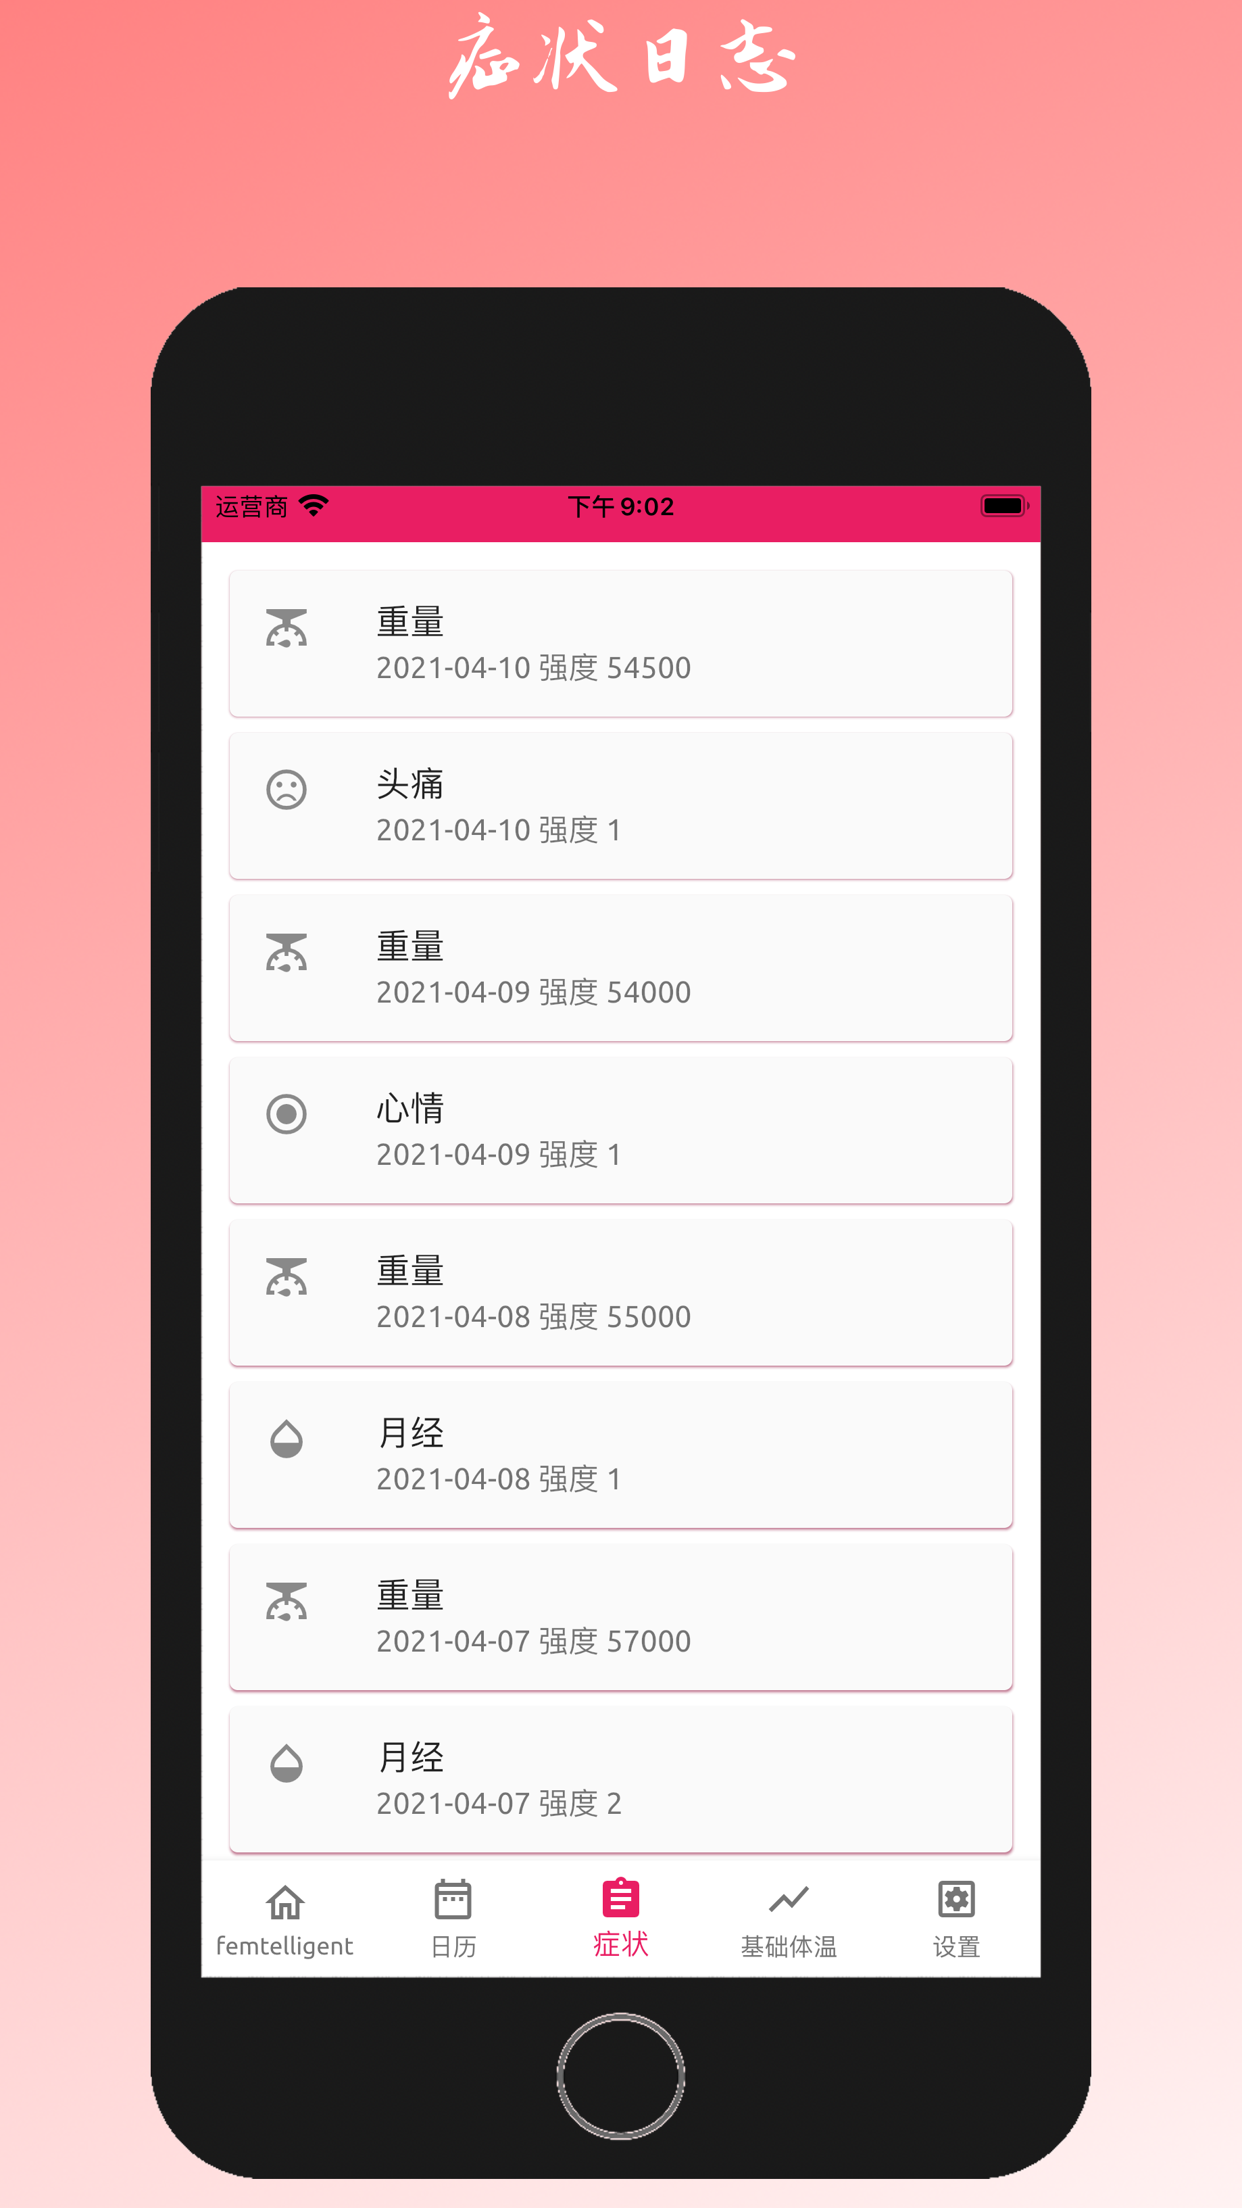 症状日志
运营商 下午 9:02
重量
2021-04-10 强度 54500
头痛
2021-04-10 强度 1
重量
2021-04-09 强度 54000
心情
2021-04-09 强度 1
重量
2021-04-08 强度 55000
月经
2021-04-08 强度 1
重量
2021-04-07 强度 57000
月经
2021-04-07 强度 2
femtelligent 日历 症状 基础体温 设置